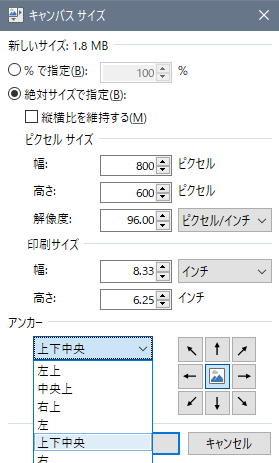 キャンバス サイズ
新しいサイズ: 1.8 MB
% で指定(B):
100
%
絶対サイズで指定(B):
縦横比を維持する(M)
ピクセル サイズ
幅:
800
ピクセル
高さ:
600
ピクセル
解像度:
96.00
ピクセル/インチ
印刷サイズ
幅:
8.33
インチ
高さ:
6.25
インチ
アンカー
上下中央
左上
中央上
右上
左
上下中央
右
キャンセル